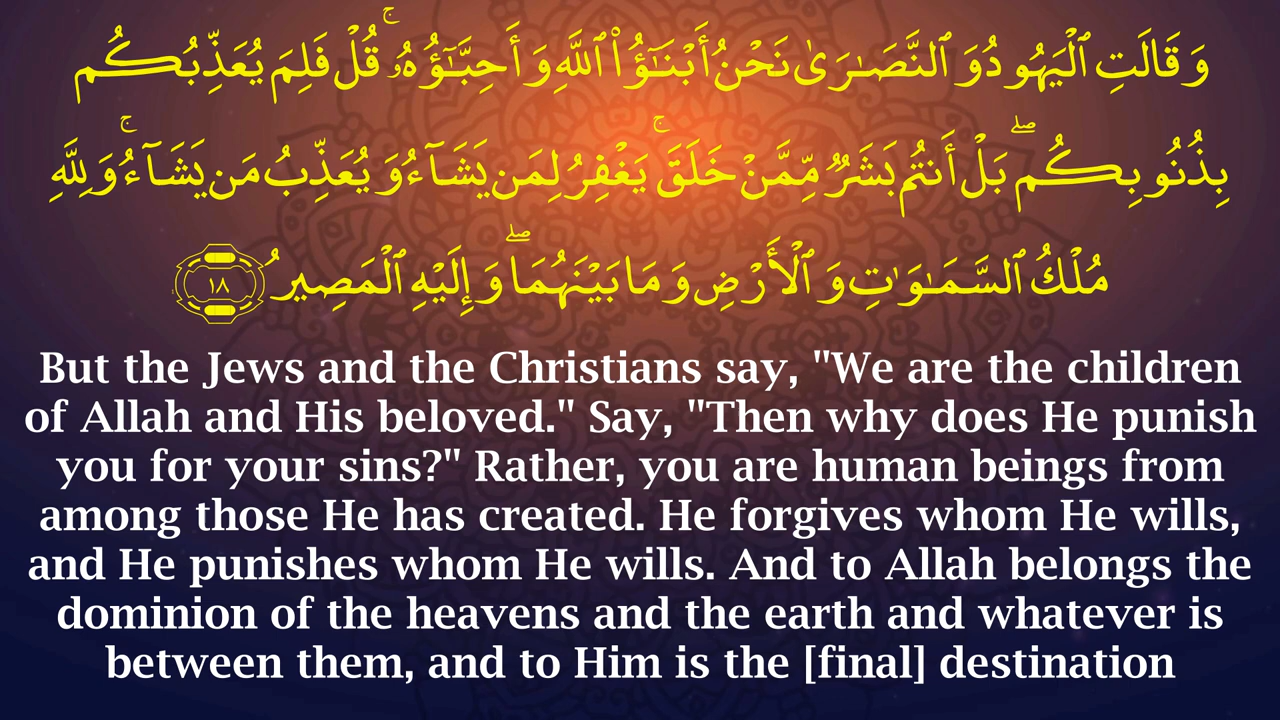 وَقَالَتِ ٱلْيَهُودُ وَٱلنَّصَـٰرَىٰ نَحْنُ أَبْنَـٰٓؤُا۟ ٱللَّهِ وَأَحِبَّـٰٓؤُهُۥ ۚ قُلْ فَلِمَ يُعَذِّبُكُم
بِذُنُوبِكُم ۖ بَلْ أَنتُم بَشَرٌۭ مِّمَّنْ خَلَقَ ۚ يَغْفِرُ لِمَن يَشَآءُ وَيُعَذِّبُ مَن يَشَآءُ ۚ وَلِلَّهِ
مُلْكُ ٱلسَّمَـٰوَٰتِ وَٱلْأَرْضِ وَمَا بَيْنَهُمَا ۖ وَإِلَيْهِ ٱلْمَصِيرُ ١٨
But the Jews and the Christians say, "We are the children
of Allah and His beloved." Say, "Then why does He punish
you for your sins?" Rather, you are human beings from
among those He has created. He forgives whom He wills,
and He punishes whom He wills. And to Allah belongs the
dominion of the heavens and the earth and whatever is
between them, and to Him is the [final] destination